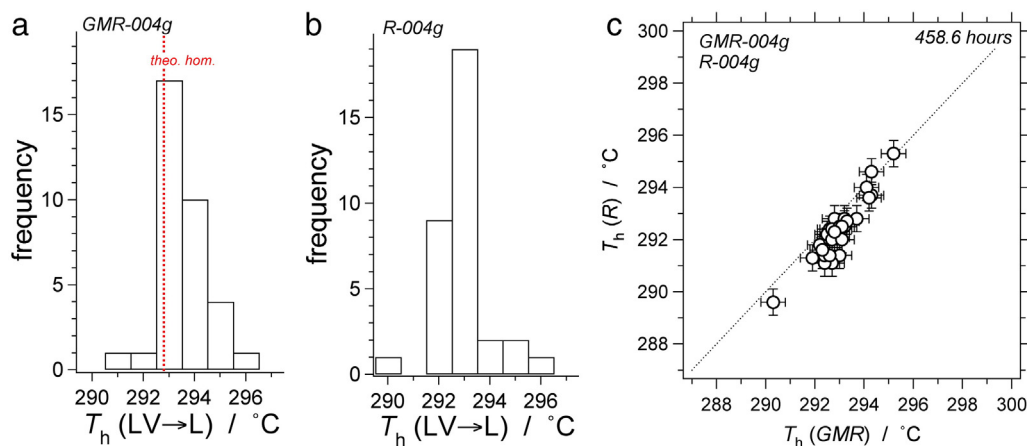 a
GMR-004g
theo. hom.
frequency
15
10
5
0
290 292 294 296
Th (LV→L) / °C
b
R-004g
frequency
15
10
5
0
290 292 294 296
Th (LV→L) / °C
c
GMR-004g
R-004g
458.6 hours
Th (R) / °C
300
298
296
294
292
290
288
288 290 292 294 296 298 300
Th (GMR) / °C